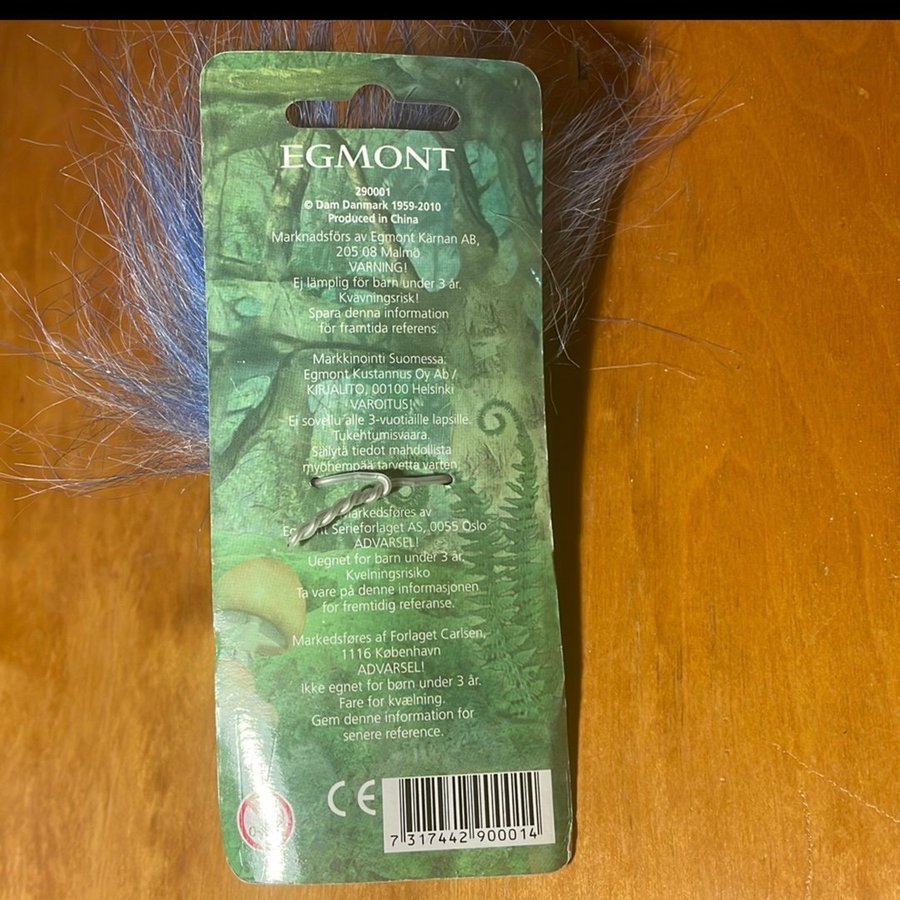 EGMONT
290001
© Dam Danmark 1959-2010
Produced in China
Marknadsförs av Egmont Kärnan AB,
205 08 Malmö
VARNING!
Ej lämplig för barn under 3 år.
Kvävningsrisk!
Spara denna information
för framtida referens.
Markkinointi Suomessa:
Egmont Kustannus Oy Ab /
KIRJALITO, 00100 Helsinki
VAROITUS!
Ei sovellu alle 3-vuotiaille lapsille.
Tukehtumisvaara.
Säilytä tiedot mahdollista
myöhempää tarvetta varten.
Markedsføres av
Serieforlaget AS, 0055 Oslo
ADVARSEL!
Uegnet for barn under 3 år.
Kvelningsrisiko
Ta vare på denne informasjonen
for fremtidig referanse.
Markedsføres af Forlaget Carlsen,
1116 København
ADVARSEL!
Ikke egnet for børn under 3 år.
Fare for kvælning.
Gem denne information for
senere reference.
CE
7 317442 900014